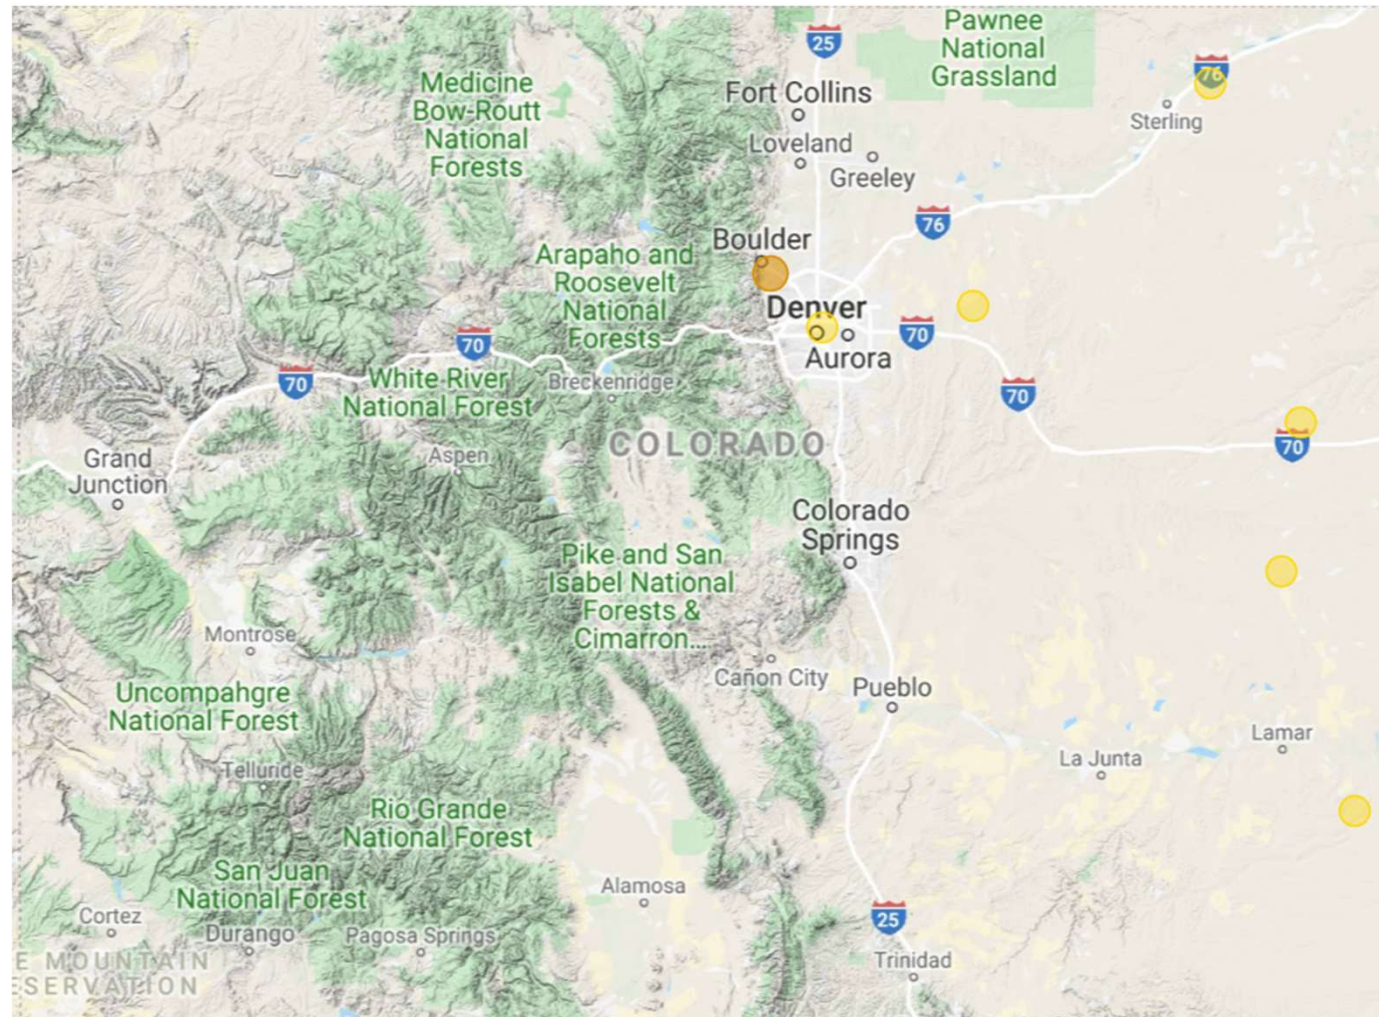 25
Pawnee
National
Grassland
76
Medicine
Bow-Routt
National
Forests
Fort Collins
Sterling
Loveland
Greeley
76
Boulder
Arapaho and
Roosevelt
National
Forests
Denver
70
Aurora
70
70
White River
National Forest
Breckenridge
70
COLORADO
70
Grand
Junction
Aspen
Colorado
Springs
Pike and San
Isabel National
Forests &
Cimarron...
Montrose
Cañon City
Pueblo
Uncompahgre
National Forest
Lamar
La Junta
Telluride
Rio Grande
National Forest
San Juan
National Forest
Alamosa
Cortez
Durango
Pagosa Springs
25
Trinidad
E MOUNTAIN
SERVATION